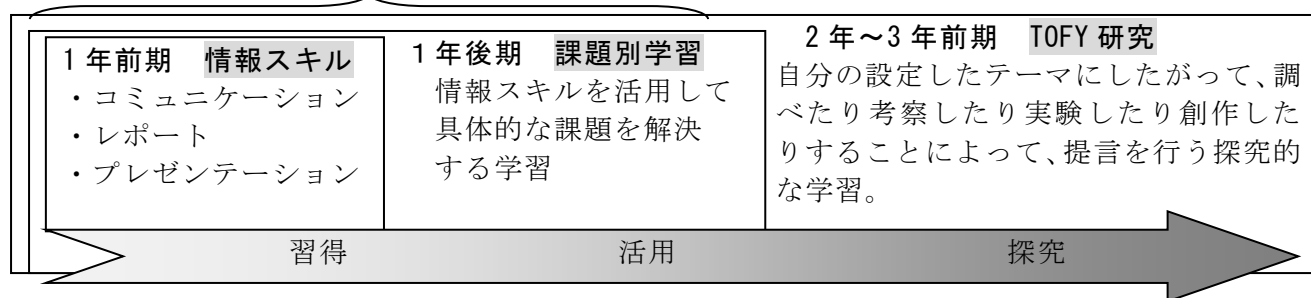 1年前期 情報スキル
・コミュニケーション
・レポート
・プレゼンテーション
1年後期 課題別学習
情報スキルを活用して
具体的な課題を解決
する学習
2年～3年前期 TOFY研究
自分の設定したテーマにしたがって、調
べたり考察したり実験したり創作した
りすることによって、提言を行う探究的
な学習。
習得
活用
探究